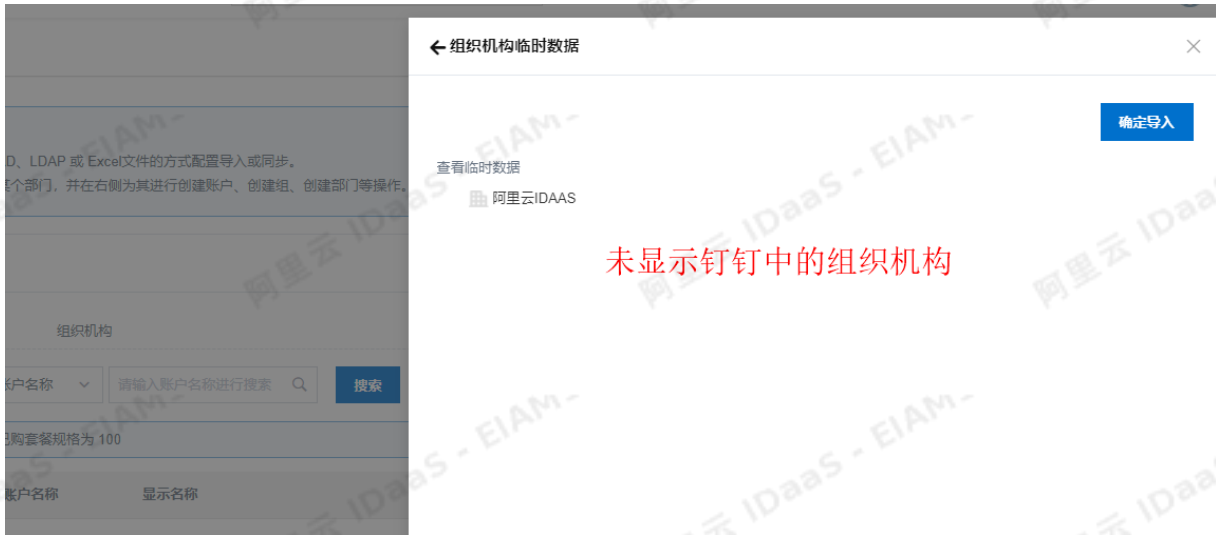 组织机构临时数据
确定导入
D、LDAP 或 Excel文件的方式配置导入或同步。
某个部门，并在右侧为其进行创建账户、创建组、创建部门等操作。
查看临时数据
阿里云IDAAS
未显示钉钉中的组织机构
组织机构
账户名称
请输入账户名称进行搜索
搜索
已购套餐规格为 100
账户名称
显示名称
阿里云 IDaaS - EIAM-